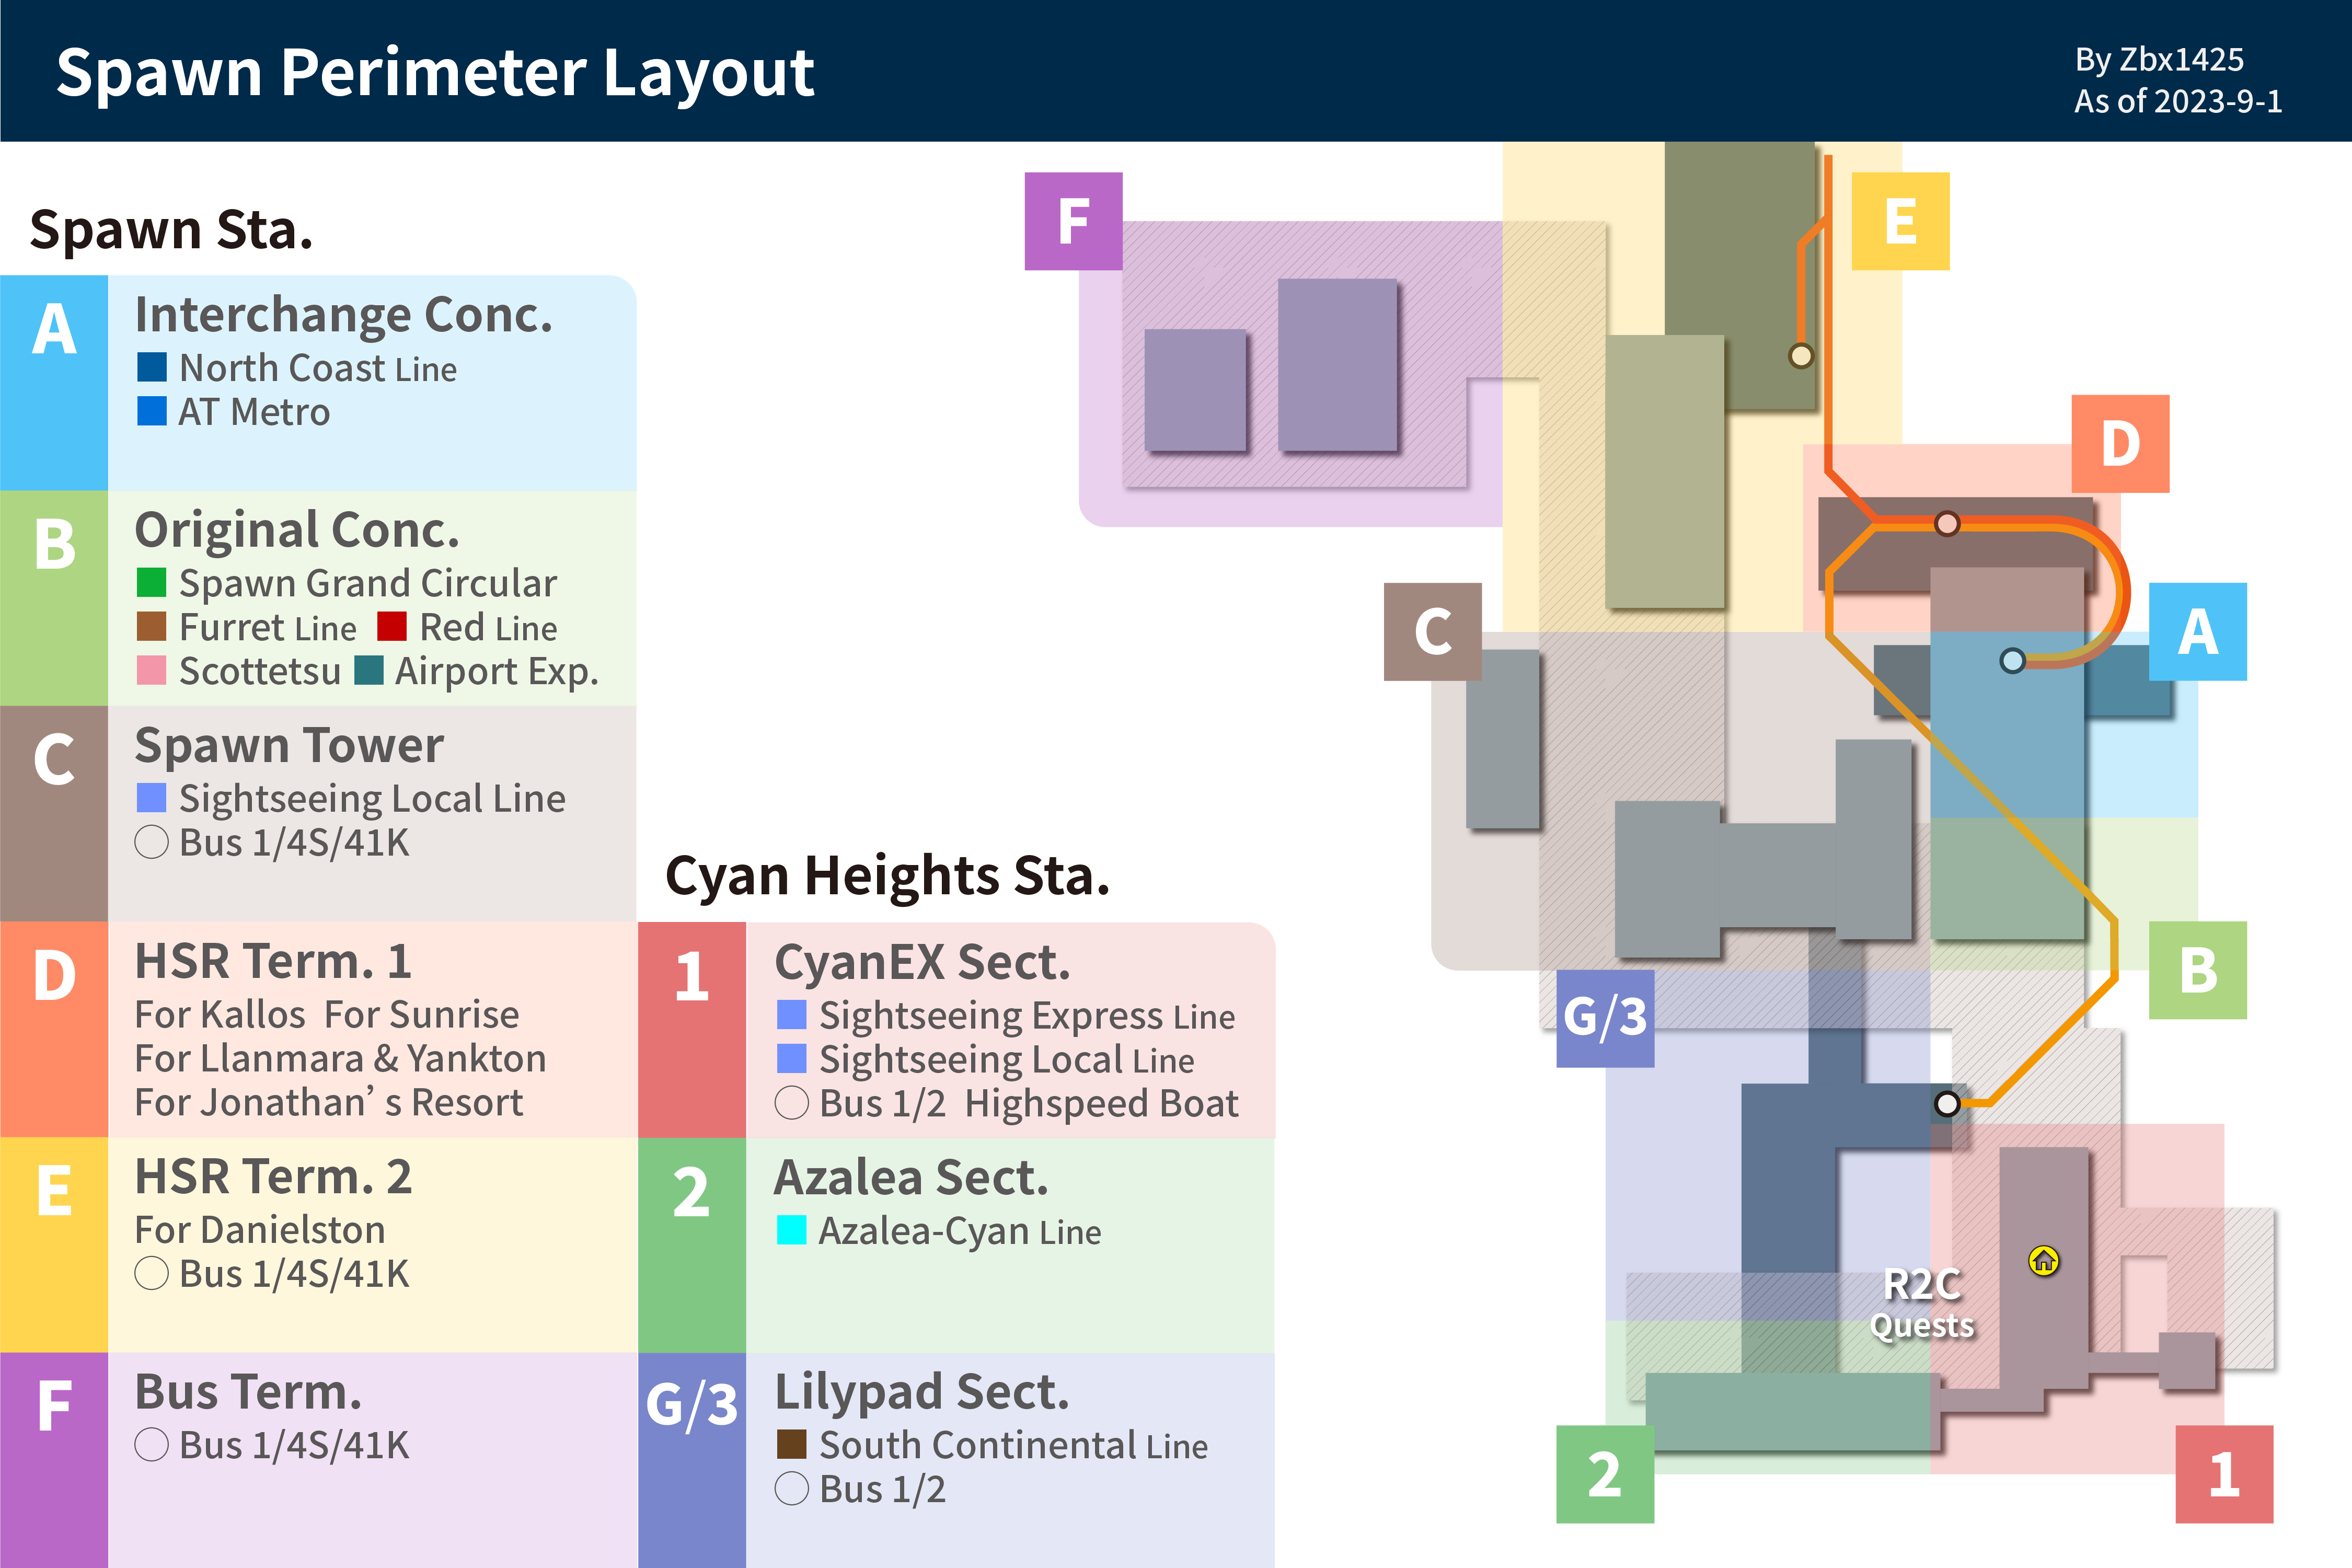 Spawn Perimeter Layout
By Zbx1425
As of 2023-9-1
Spawn Sta.
A
Interchange Conc.
North Coast Line
AT Metro
B
Original Conc.
Spawn Grand Circular
Furret Line Red Line
Scottetsu Airport Exp.
C
Spawn Tower
Sightseeing Local Line
Bus 1/4S/41K
D
HSR Term. 1
For Kallos For Sunrise
For Llanmara & Yankton
For Jonathan’s Resort
E
HSR Term. 2
For Danielston
Bus 1/4S/41K
F
Bus Term.
Bus 1/4S/41K
Cyan Heights Sta.
1
CyanEX Sect.
Sightseeing Express Line
Sightseeing Local Line
Bus 1/2 Highspeed Boat
2
Azalea Sect.
Azalea-Cyan Line
G/3
Lilypad Sect.
South Continental Line
Bus 1/2
F
E
D
C
A
B
G/3
R2C
Quests
2
1